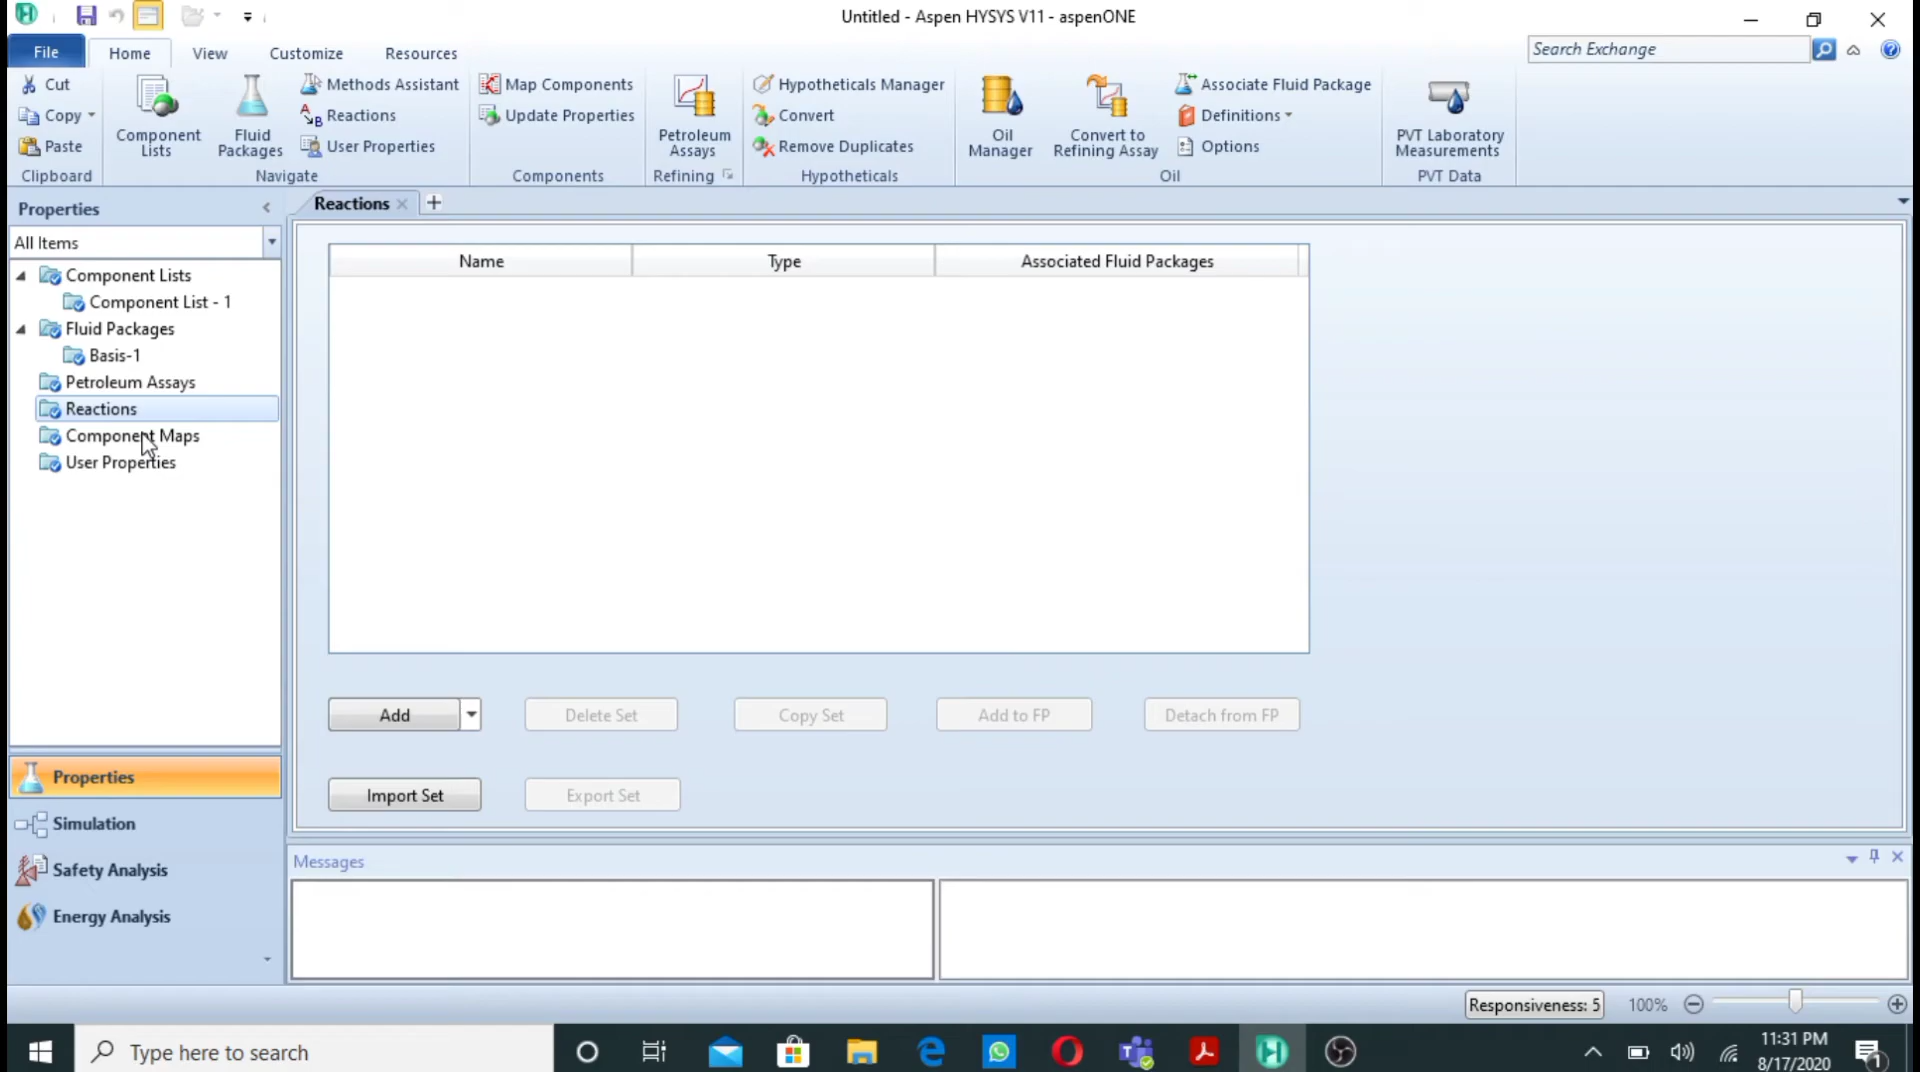 Untitled - Aspen HYSYS V11 - aspenONE
File
Home
View
Customize
Resources
Search Exchange
Cut
Copy
Paste
Clipboard
Component
Lists
Fluid
Packages
Methods Assistant
Reactions
User Properties
Navigate
Map Components
Update Properties
Components
Petroleum
Assays
Refining
Hypotheticals Manager
Convert
Remove Duplicates
Hypotheticals
Oil
Manager
Convert to
Refining Assay
Associate Fluid Package
Definitions
Options
Oil
PVT Laboratory
Measurements
PVT Data
Properties
All Items
Component Lists
Component List - 1
Fluid Packages
Basis-1
Petroleum Assays
Reactions
Component Maps
User Properties
Properties
Simulation
Safety Analysis
Energy Analysis
Reactions
Name
Type
Associated Fluid Packages
Add
Delete Set
Copy Set
Add to FP
Detach from FP
Import Set
Export Set
Messages
Responsiveness: 5
100%
Type here to search
11:31 PM
8/17/2020
1